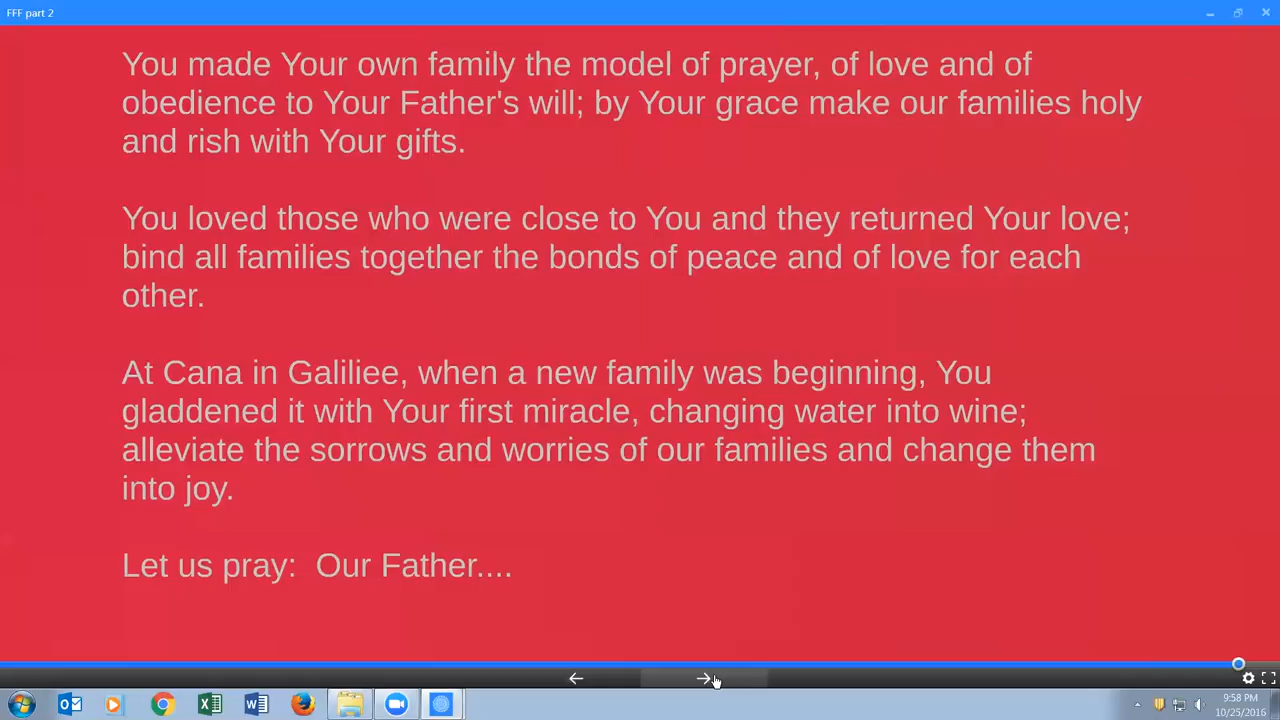 FFF part 2
You made Your own family the model of prayer, of love and of
obedience to Your Father's will; by Your grace make our families holy
and rish with Your gifts.
You loved those who were close to You and they returned Your love;
bind all families together the bonds of peace and of love for each
other.
At Cana in Galiliee, when a new family was beginning, You
gladdened it with Your first miracle, changing water into wine;
alleviate the sorrows and worries of our families and change them
into joy.
Let us pray:  Our Father....
9:58 PM
10/25/2016